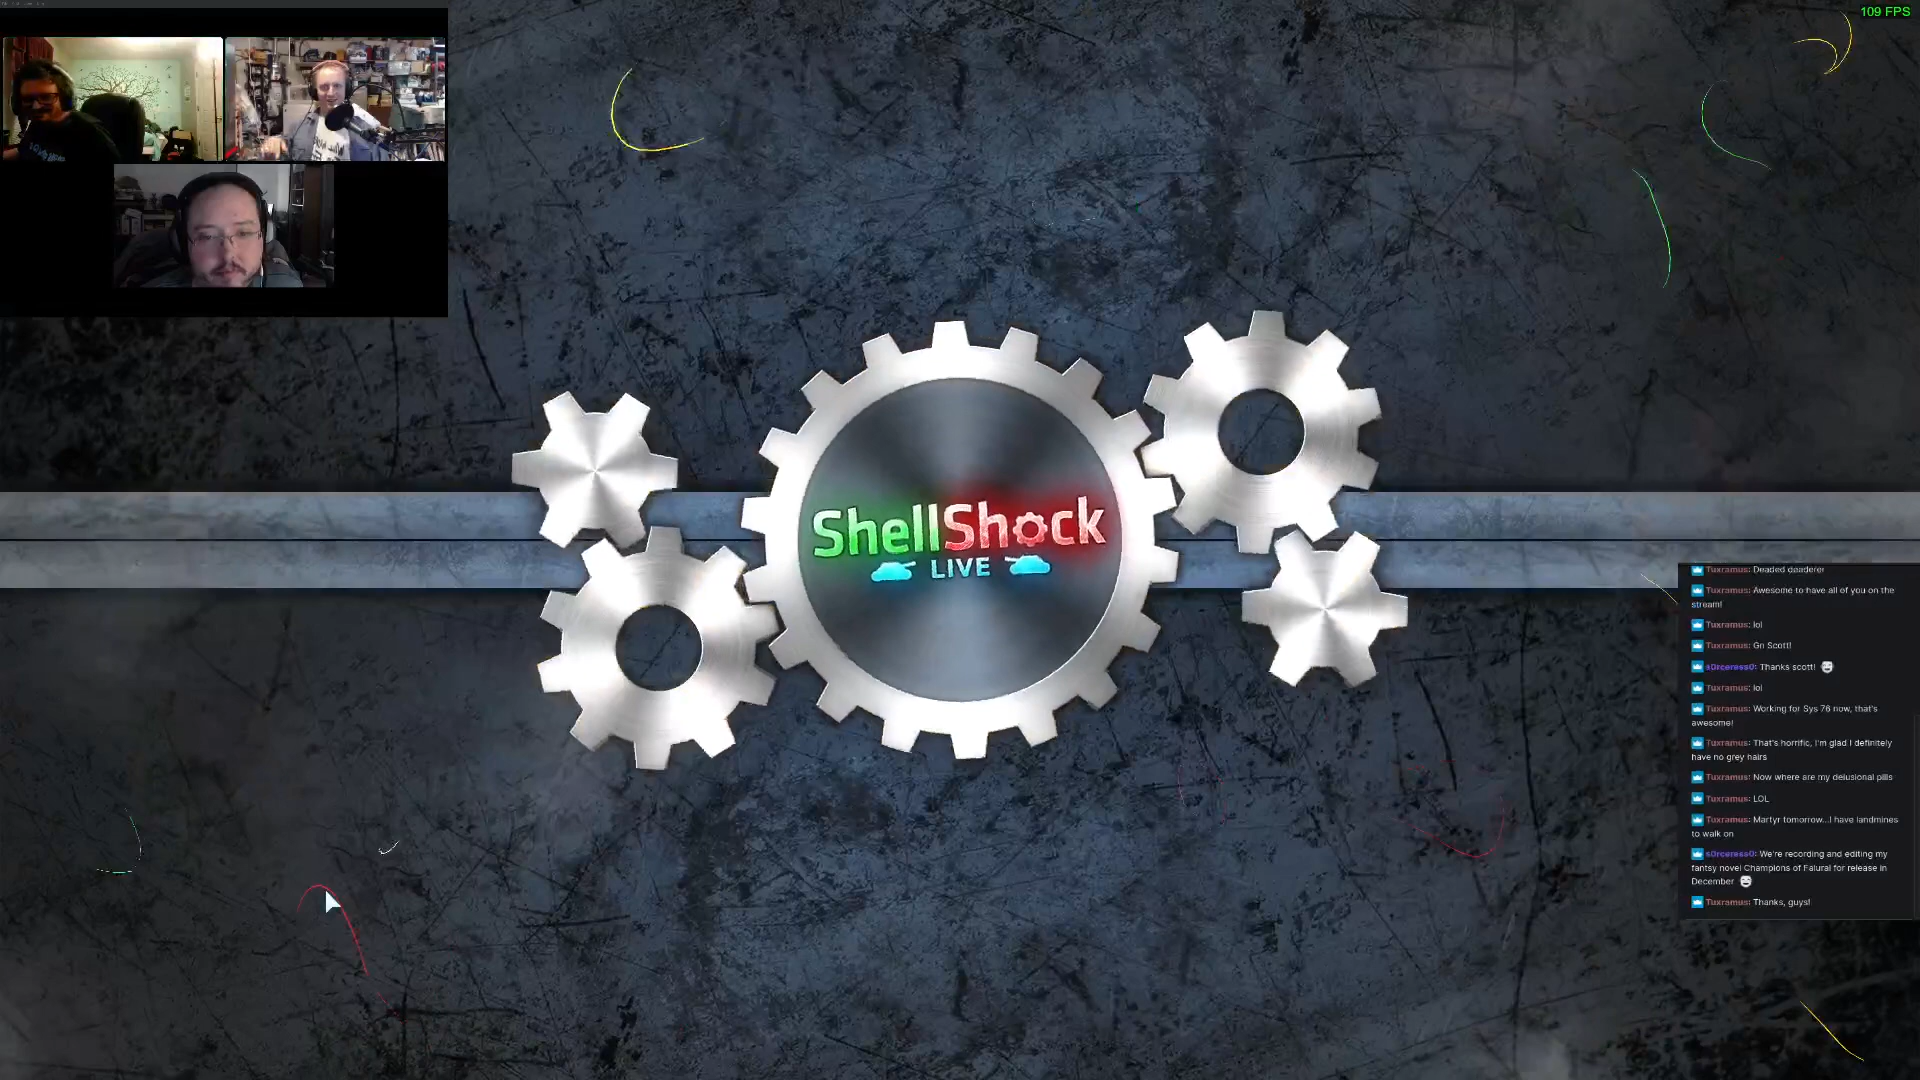 109 FPS
ShellShock
LIVE
Tuxramus: Deaded deaderer
Tuxramus: Awesome to have all of you on the
stream!
Tuxramus: lol
Tuxramus: Go Scott!
s0rceress0: Thanks scott!
Tuxramus: lol
Tuxramus: Working for Sys 76 now, that's
awesome!
Tuxramus: That's horrific, I'm glad I definitely
have no grey hairs
Tuxramus: Now where are my delusional pills
Tuxramus: LOL
Tuxramus: Martyr tomorrow...I have landmines
to walk on
s0rceress0: We're recording and editing my
fantsy novel Champions of Falural for release in
December
Tuxramus: Thanks, guys!